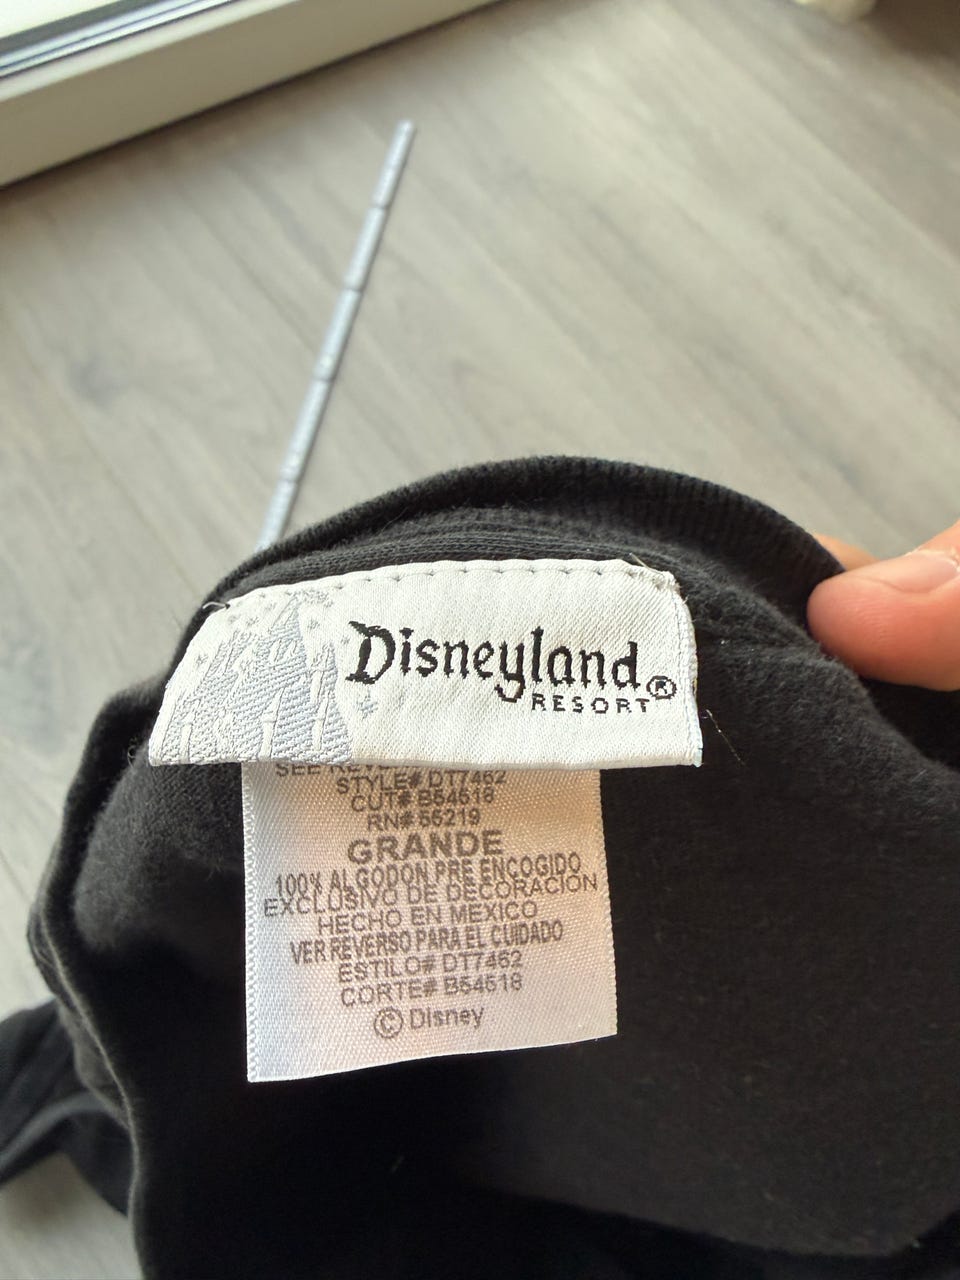 Disneyland®
RESORT
SEE
STYLE# DT7462
CUT# B54518
RN# 56219
GRANDE
100% ALGODON PRE ENCOGIDO
EXCLUSIVO DE DECORACION
HECHO EN MEXICO
VER REVERSO PARA EL CUIDADO
ESTILO# DT7462
CORTE# B54518
© Disney